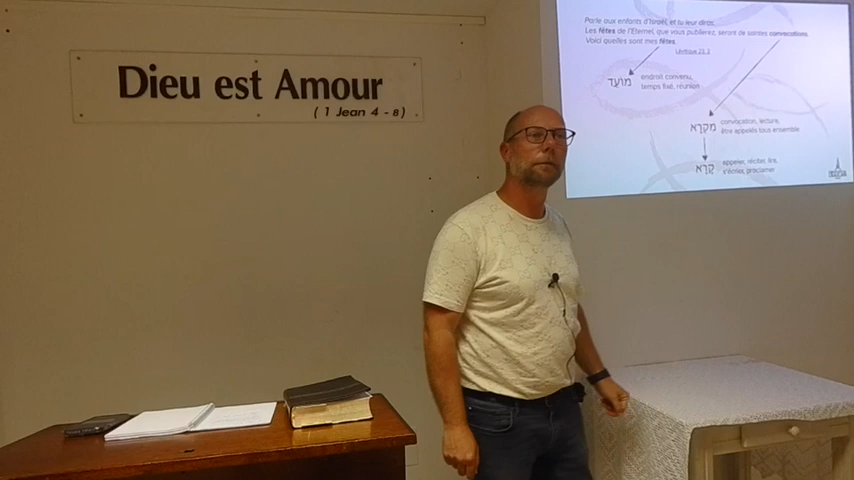 Dieu est Amour
( 1 Jean 4 - 8 )
Parle aux enfants d'Israël, et tu leur diras.
Les fêtes de l'Eternel, que vous publierez, seront de saintes convocations.
Voici quelles sont mes fêtes.
Lévitique 23. 2
מוֹעֵד
endroit convenu,
temps fixé, réunion
מִקְרָא
convocation, lecture,
être appelés tous ensemble
קָרָא
appeler, réciter, lire,
s'écrier, proclamer